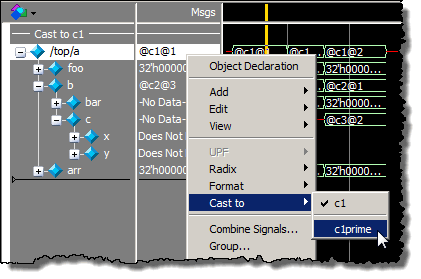 Msgs
Cast to c1
/top/a @c1@1 @c1@ @c1@2
foo 32'h0000 32'h0000...
b @c2@3 @c2@1
bar -No Data- 32'h0000...
c -No Data- @c3@2
x Does Not
y Does Not
arr 32'h0000 32'h0000...
Object Declaration
Add
Edit
View
UPF
Radix
Format
Cast to
Combine Signals...
Group...
c1
c1prime